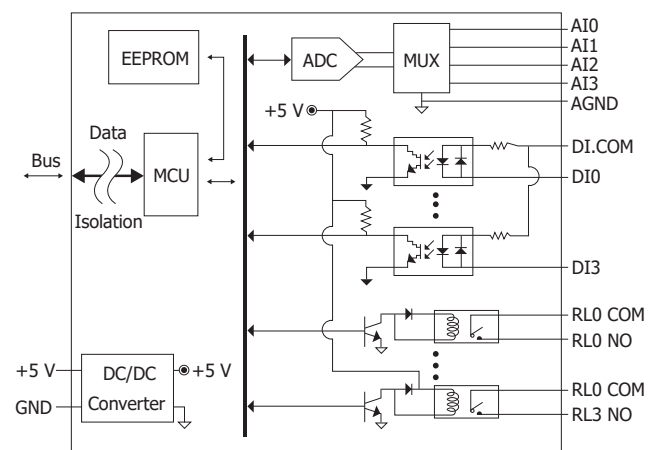 EEPROM
ADC
MUX
AI0
AI1
AI2
AI3
AGND
+5 V
Data
Bus
MCU
Isolation
DI.COM
DI0
DI3
RL0 COM
RL0 NO
+5 V
DC/DC
Converter
+5 V
GND
RL0 COM
RL3 NO